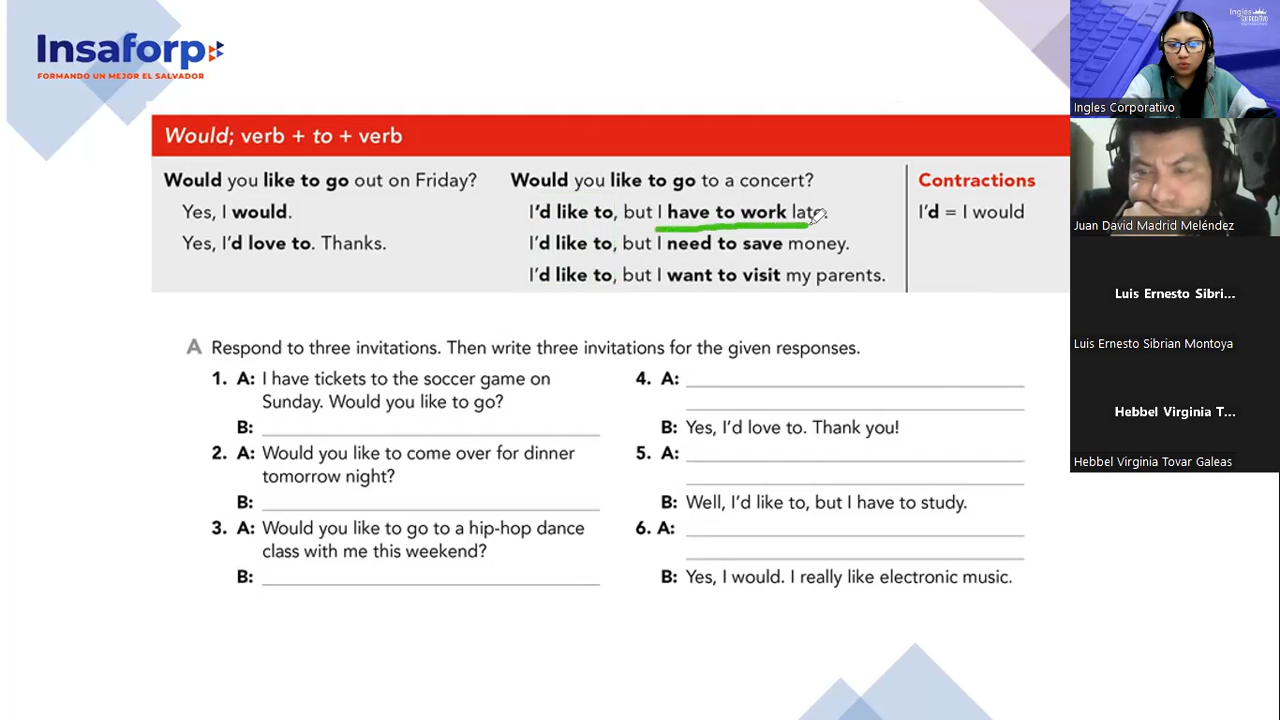 Insaforp
FORMANDO UN MEJOR EL SALVADOR
Would; verb + to + verb
Would you like to go out on Friday?
Yes, I would.
Yes, I'd love to. Thanks.
Would you like to go to a concert?
I'd like to, but I have to work late.
I'd like to, but I need to save money.
I'd like to, but I want to visit my parents.
Contractions
I'd = I would
A Respond to three invitations. Then write three invitations for the given responses.
1. A: I have tickets to the soccer game on
Sunday. Would you like to go?
B:
2. A: Would you like to come over for dinner
tomorrow night?
B:
3. A: Would you like to go to a hip-hop dance
class with me this weekend?
B:
4. A:
B: Yes, I'd love to. Thank you!
5. A:
B: Well, I'd like to, but I have to study.
6. A:
B: Yes, I would. I really like electronic music.
Ingles
Ingles Corporativo
Juan David Madrid Meléndez
Luis Ernesto Sibri...
Luis Ernesto Sibrian Montoya
Hebbel Virginia T...
Hebbel Virginia Tovar Galeas